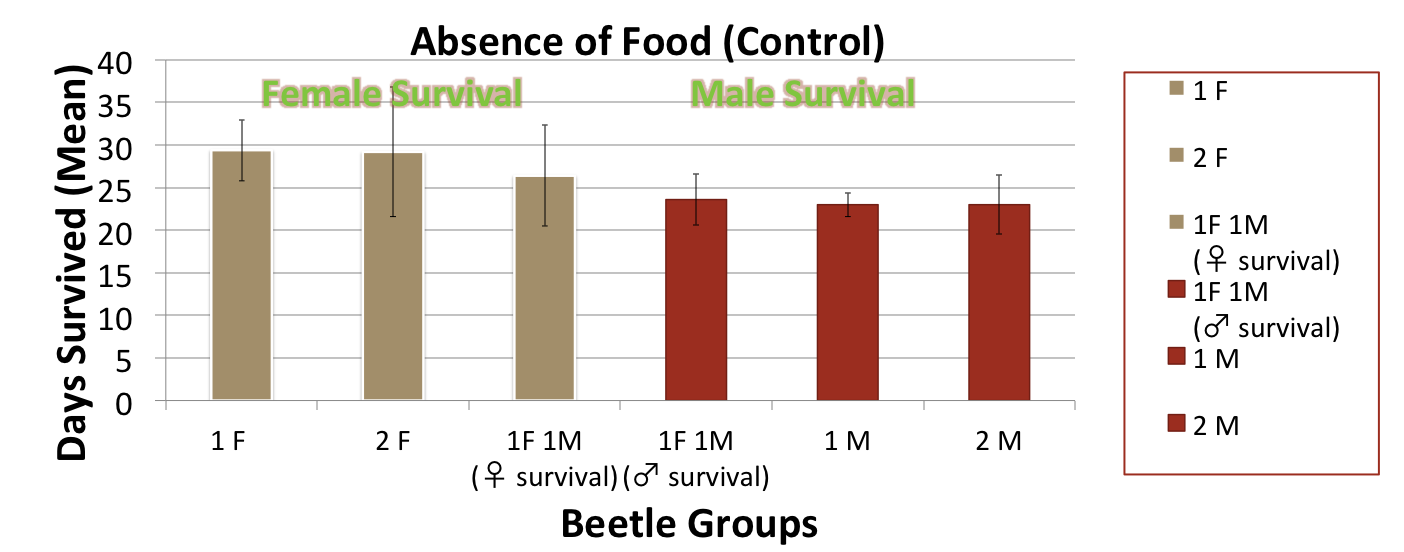 Absence of Food (Control)
Female Survival
Male Survival
Days Survived (Mean)
40
35
30
25
20
15
10
5
0
1 F
2 F
1F 1M
(♀ survival)
1F 1M
(♂ survival)
1 M
2 M
Beetle Groups
1 F
2 F
1F 1M
(♀ survival)
1F 1M
(♂ survival)
1 M
2 M